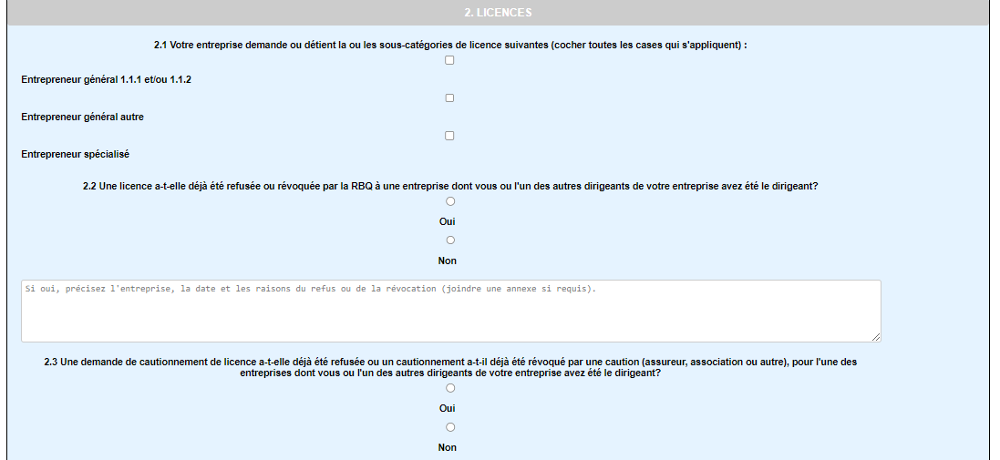 2. LICENCES
2.1 Votre entreprise demande ou détient la ou les sous-catégories de licence suivantes (cocher toutes les cases qui s'appliquent) :
Entrepreneur général 1.1.1 et/ou 1.1.2
Entrepreneur général autre
Entrepreneur spécialisé
2.2 Une licence a-t-elle déjà été refusée ou révoquée par la RBQ à une entreprise dont vous ou l'un des autres dirigeants de votre entreprise avez été le dirigeant?
Oui
Non
Si oui, précisez l'entreprise, la date et les raisons du refus ou de la révocation (joindre une annexe si requis).
2.3 Une demande de cautionnement de licence a-t-elle déjà été refusée ou un cautionnement a-t-il déjà été révoqué par une caution (assureur, association ou autre), pour l'une des
entreprises dont vous ou l'un des autres dirigeants de votre entreprise avez été le dirigeant?
Oui
Non